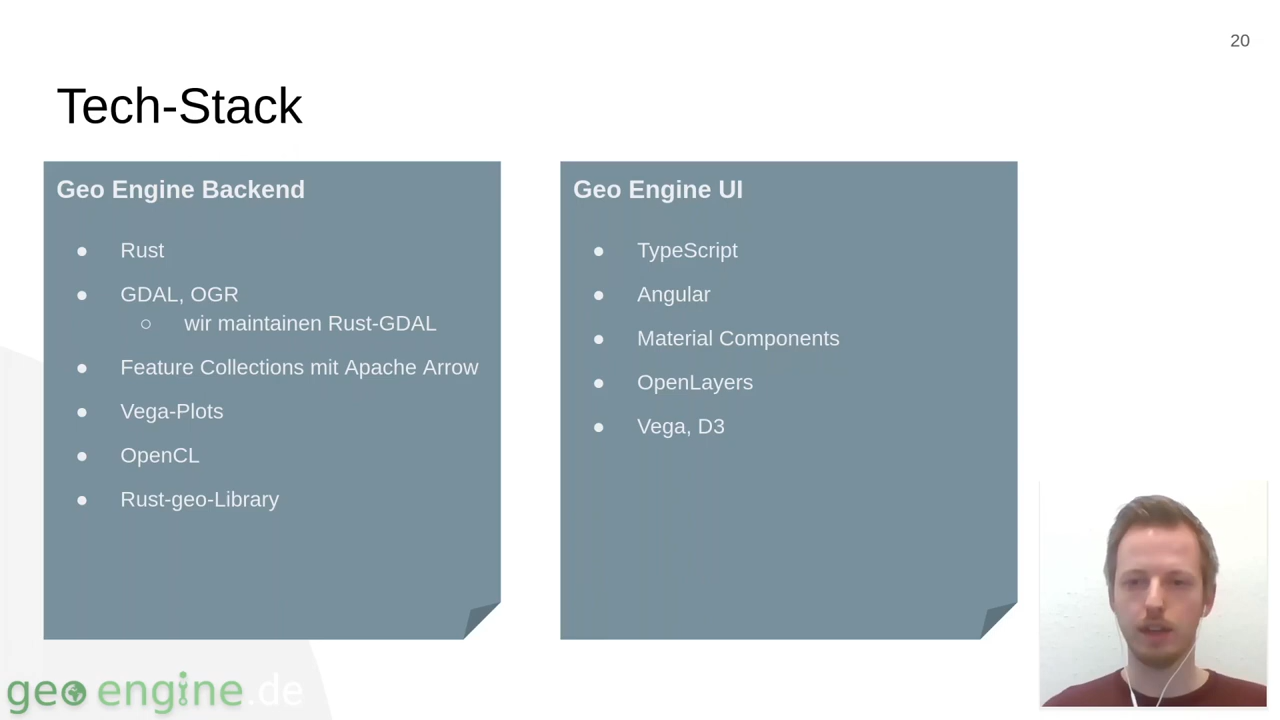 20
Tech-Stack
Geo Engine Backend
● Rust
● GDAL, OGR
○ wir maintainen Rust-GDAL
● Feature Collections mit Apache Arrow
● Vega-Plots
● OpenCL
● Rust-geo-Library
Geo Engine UI
● TypeScript
● Angular
● Material Components
● OpenLayers
● Vega, D3
geo engine.de